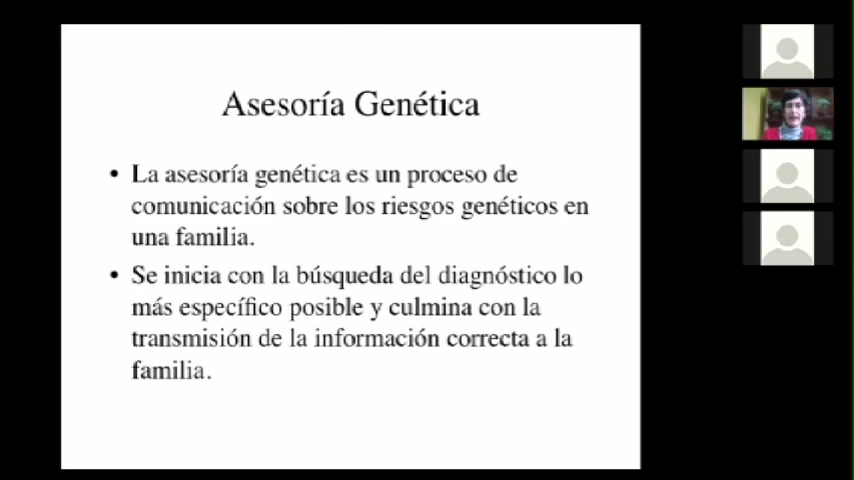 Asesoría Genética
• La asesoría genética es un proceso de
comunicación sobre los riesgos genéticos en
una familia.
• Se inicia con la búsqueda del diagnóstico lo
más específico posible y culmina con la
transmisión de la información correcta a la
familia.